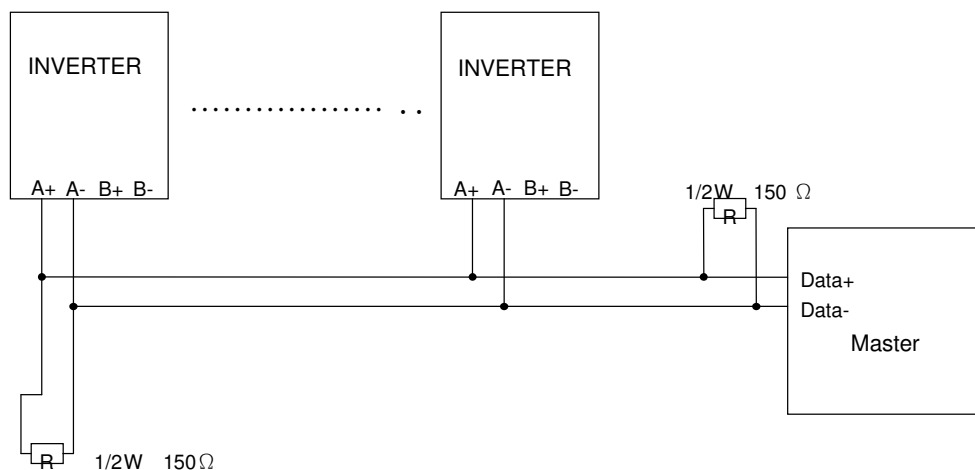 INVERTER
INVERTER
A+ A- B+ B-
A+ A- B+ B-
1/2W 150 Ω
R
Data+
Data-
Master
R 1/2W 150Ω